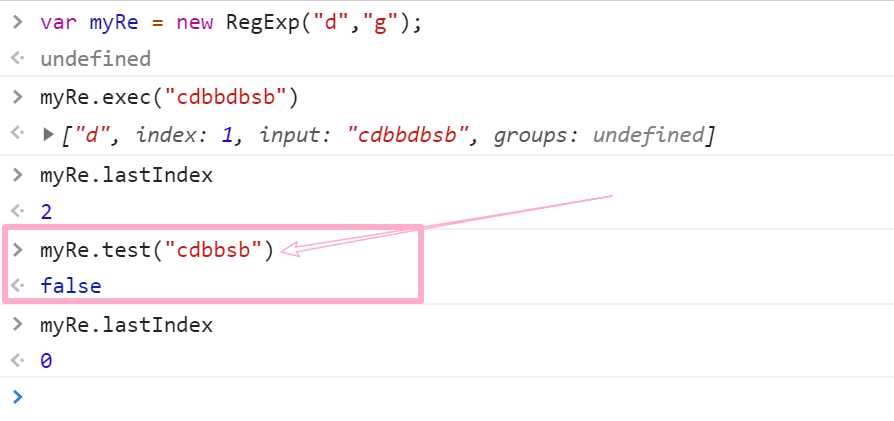 > var myRe = new RegExp("d","g");
undefined
> myRe.exec("cdbbdbsb")
▶ ["d", index: 1, input: "cdbbdbsb", groups: undefined]
> myRe.lastIndex
2
> myRe.test("cdbbsb")
false
> myRe.lastIndex
0
>